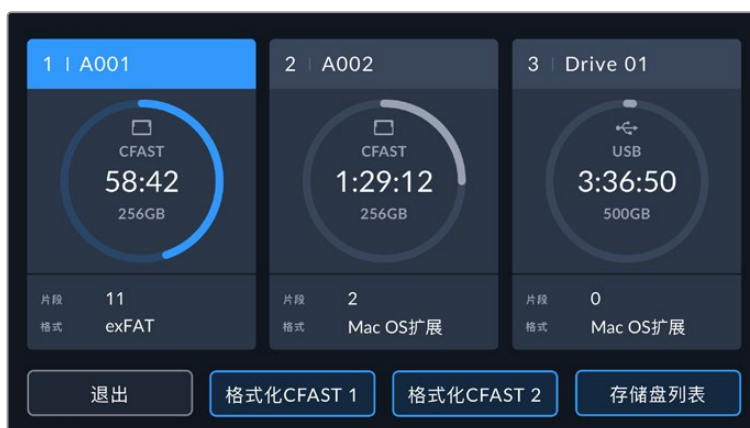 1 | A001
CFAST
58:42
256GB
片段 11
格式 exFAT
2 | A002
CFAST
1:29:12
256GB
片段 2
格式 Mac OS扩展
3 | Drive 01
USB
3:36:50
500GB
片段 0
格式 Mac OS扩展
退出
格式化CFAST 1
格式化CFAST 2
存储盘列表